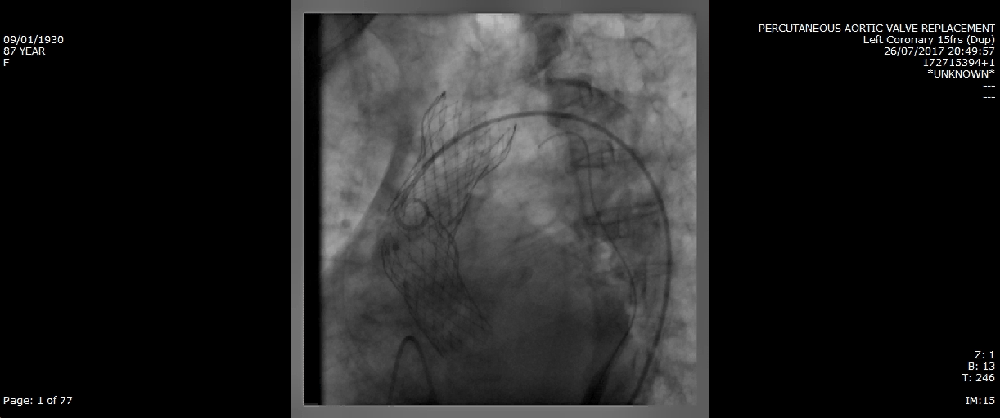 09/01/1930
87 YEAR
F
PERCUTANEOUS AORTIC VALVE REPLACEMENT
Left Coronary 15frs (Dup)
26/07/2017 20:49:57
172715394+1
*UNKNOWN*
---
---
Z: 1
B: 13
T: 246
Page: 1 of 77
IM:15